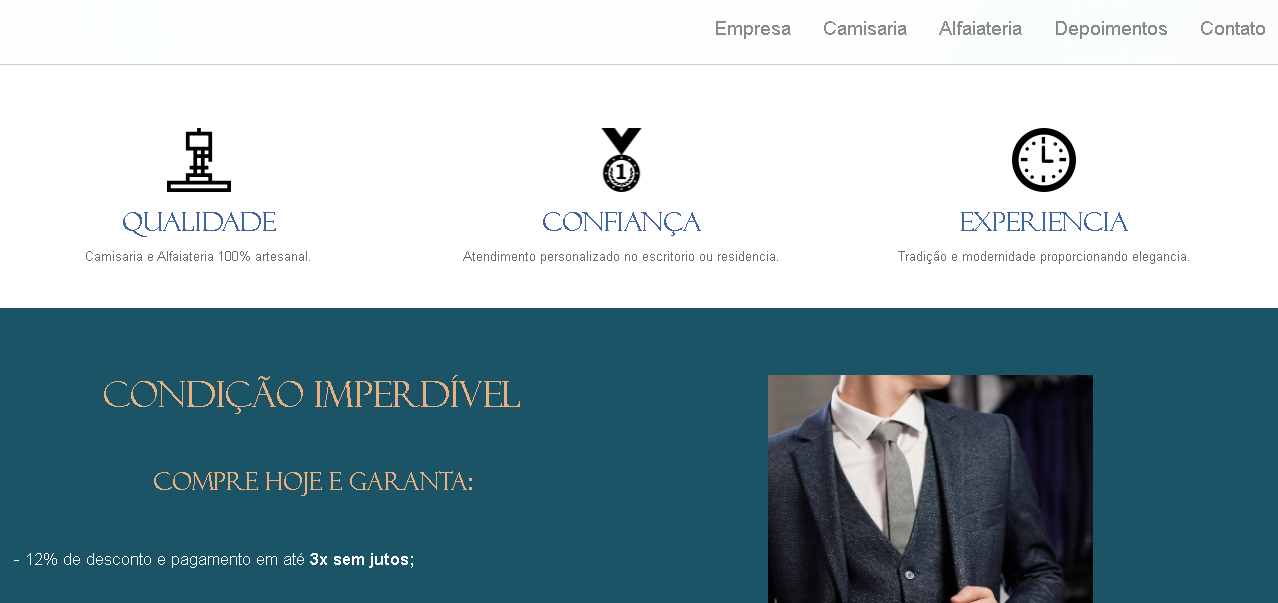 Empresa Camisaria Alfaiateria Depoimentos Contato
1
QUALIDADE CONFIANÇA EXPERIENCIA
Camisaria e Alfaiateria 100% artesanal. Atendimento personalizado no escritorio ou residencia. Tradição e modernidade proporcionando elegancia.
CONDIÇÃO IMPERDÍVEL
COMPRE HOJE E GARANTA:
- 12% de desconto e pagamento em até 3x sem jutos;